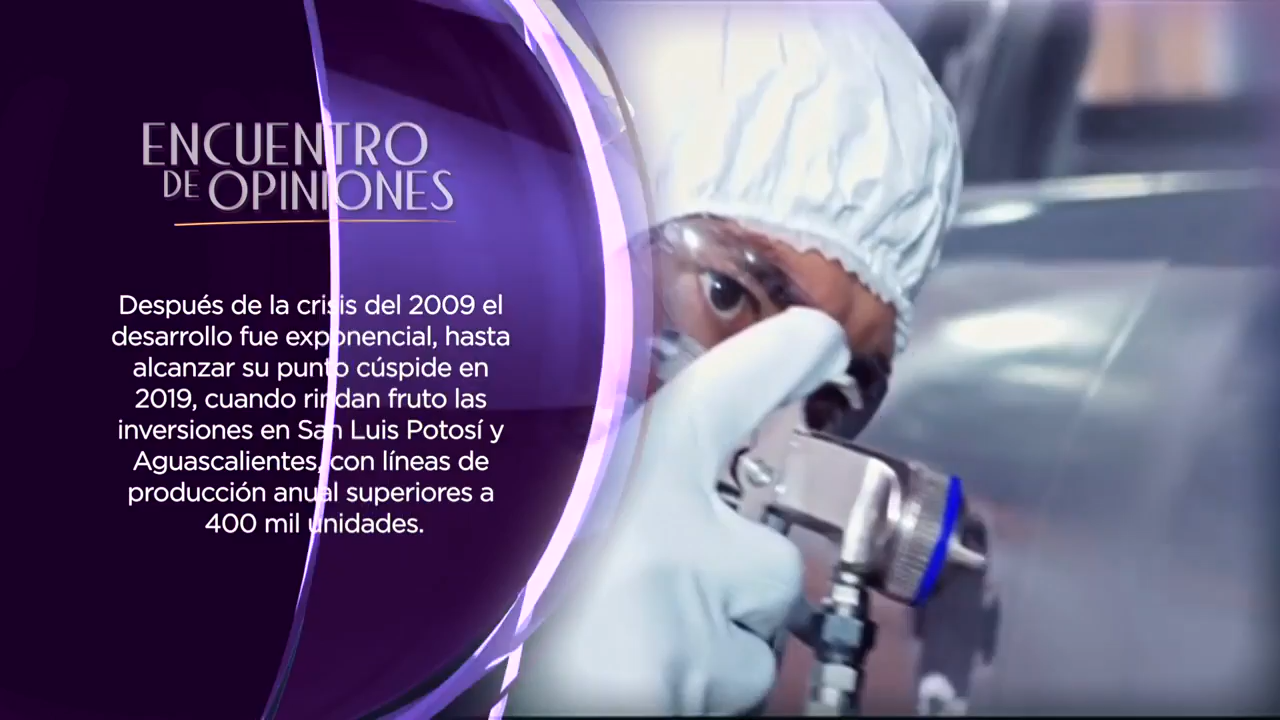 ENCUENTRO
DE OPINIONES
Después de la crisis del 2009 el
desarrollo fue exponencial, hasta
alcanzar su punto cúspide en
2019, cuando rindan fruto las
inversiones en San Luis Potosí y
Aguascalientes, con líneas de
producción anual superiores a
400 mil unidades.